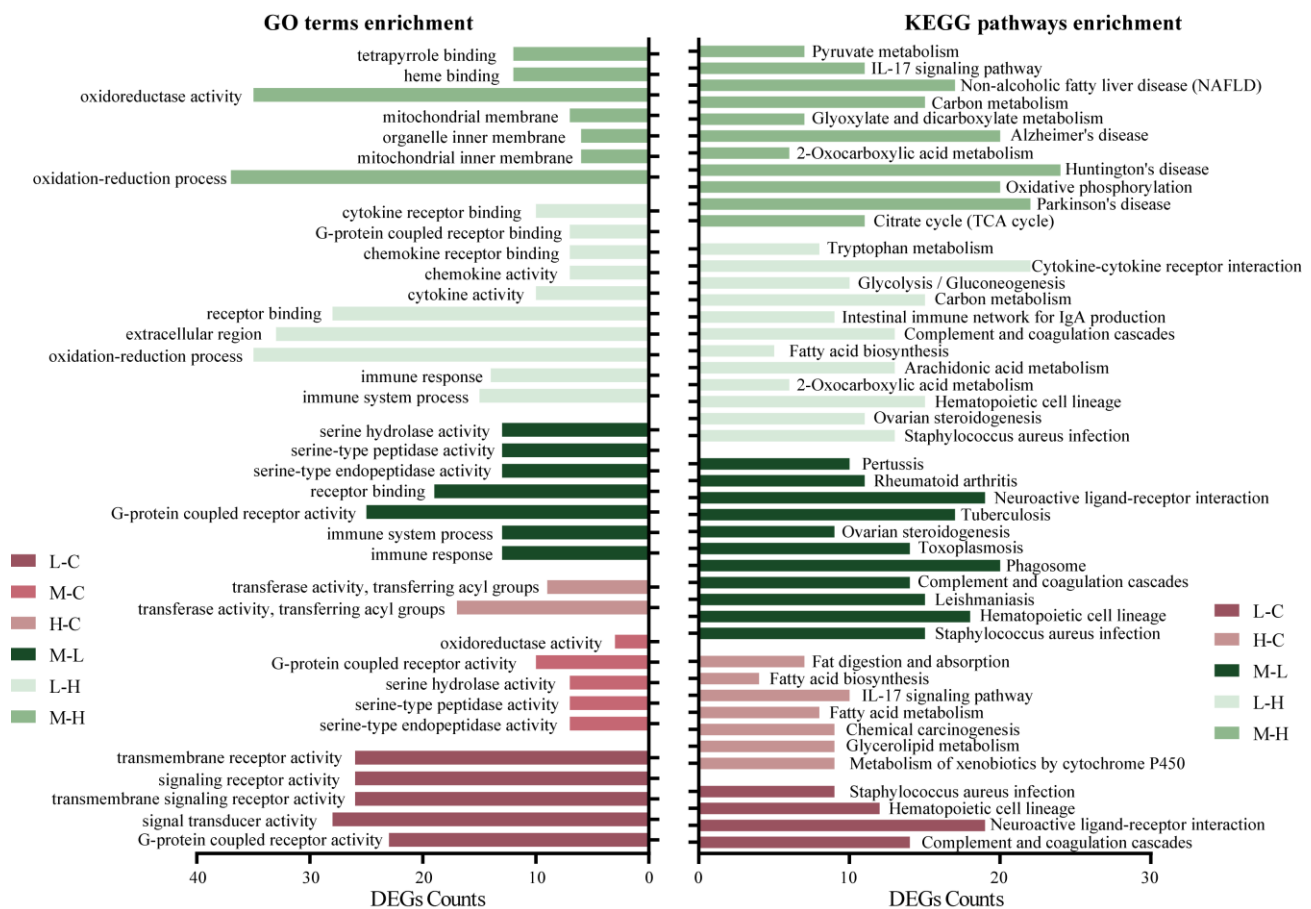 GO terms enrichment
tetrapyrrole binding
heme binding
oxidoreductase activity
mitochondrial membrane
organelle inner membrane
mitochondrial inner membrane
oxidation-reduction process
cytokine receptor binding
G-protein coupled receptor binding
chemokine receptor binding
chemokine activity
cytokine activity
receptor binding
extracellular region
oxidation-reduction process
immune response
immune system process
serine hydrolase activity
serine-type peptidase activity
serine-type endopeptidase activity
receptor binding
G-protein coupled receptor activity
immune system process
immune response
transferase activity, transferring acyl groups
transferase activity, transferring acyl groups
oxidoreductase activity
G-protein coupled receptor activity
serine hydrolase activity
serine-type peptidase activity
serine-type endopeptidase activity
transmembrane receptor activity
signaling receptor activity
transmembrane signaling receptor activity
signal transducer activity
G-protein coupled receptor activity
L-C
M-C
H-C
M-L
L-H
M-H
40 30 20 10 0
DEGs Counts
KEGG pathways enrichment
Pyruvate metabolism
IL-17 signaling pathway
Non-alcoholic fatty liver disease (NAFLD)
Carbon metabolism
Glyoxylate and dicarboxylate metabolism
Alzheimer's disease
2-Oxocarboxylic acid metabolism
Huntington's disease
Oxidative phosphorylation
Parkinson's disease
Citrate cycle (TCA cycle)
Tryptophan metabolism
Cytokine-cytokine receptor interaction
Glycolysis / Gluconeogenesis
Carbon metabolism
Intestinal immune network for IgA production
Complement and coagulation cascades
Fatty acid biosynthesis
Arachidonic acid metabolism
2-Oxocarboxylic acid metabolism
Hematopoietic cell lineage
Ovarian steroidogenesis
Staphylococcus aureus infection
Pertussis
Rheumatoid arthritis
Neuroactive ligand-receptor interaction
Tuberculosis
Ovarian steroidogenesis
Toxoplasmosis
Phagosome
Complement and coagulation cascades
Leishmaniasis
Hematopoietic cell lineage
Staphylococcus aureus infection
Fat digestion and absorption
Fatty acid biosynthesis
IL-17 signaling pathway
Fatty acid metabolism
Chemical carcinogenesis
Glycerolipid metabolism
Metabolism of xenobiotics by cytochrome P450
Staphylococcus aureus infection
Hematopoietic cell lineage
Neuroactive ligand-receptor interaction
Complement and coagulation cascades
L-C
H-C
M-L
L-H
M-H
0 10 20 30
DEGs Counts